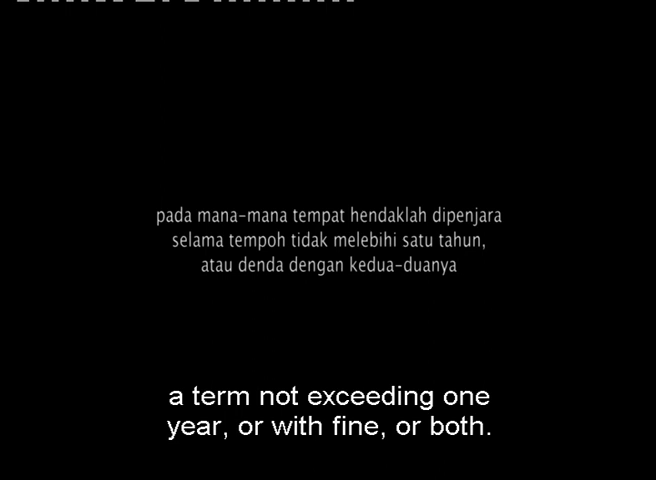 pada mana-mana tempat hendaklah dipenjara
selama tempoh tidak melebihi satu tahun,
atau denda dengan kedua-duanya
a term not exceeding one
year, or with fine, or both.